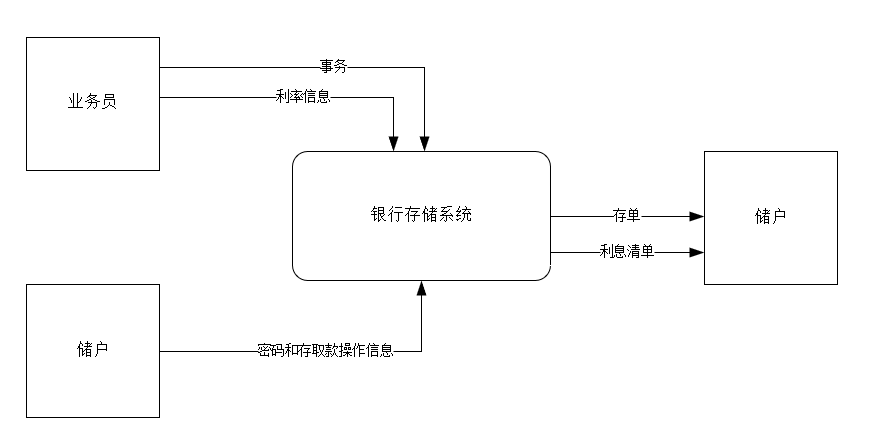 事务
业务员
利率信息
银行存储系统
存单
储户
利息清单
储户
密码和存取款操作信息